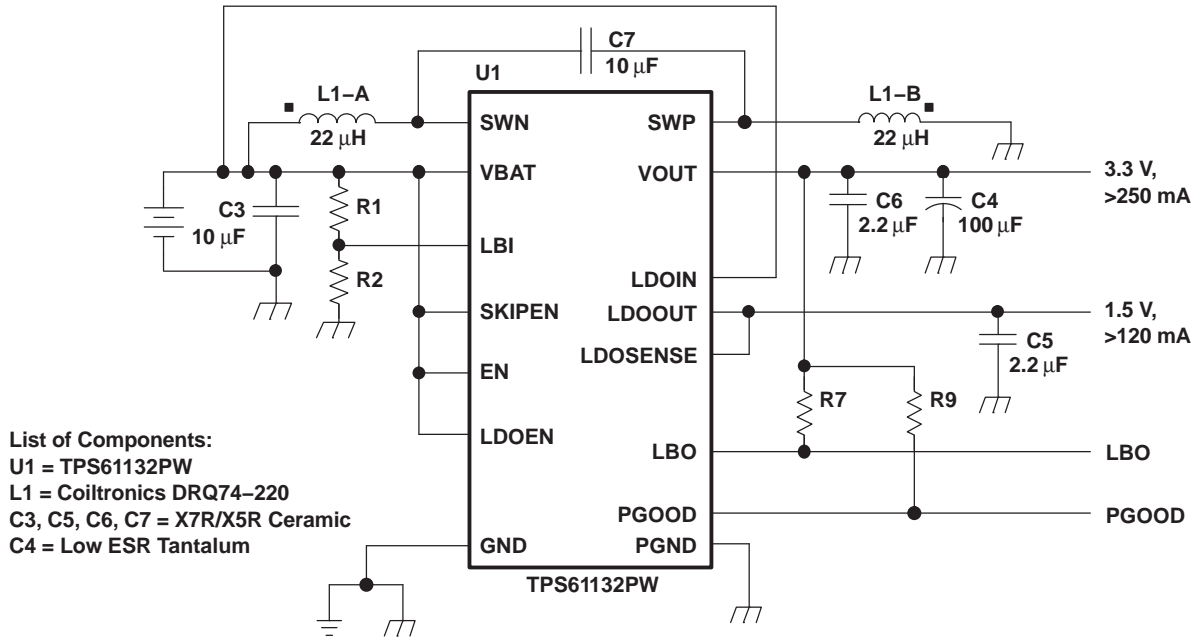 C7
10 μF
U1
L1–A
22 μH
L1–B
22 μH
SWN
SWP
VBAT
VOUT
3.3 V,
>250 mA
C3
10 μF
R1
C6
2.2 μF
C4
100 μF
LBI
R2
LDOIN
SKIPEN
LDOOUT
1.5 V,
>120 mA
LDOSENSE
C5
2.2 μF
EN
R7
R9
LDOEN
LBO
LBO
List of Components:
U1 = TPS61132PW
L1 = Coiltronics DRQ74–220
C3, C5, C6, C7 = X7R/X5R Ceramic
C4 = Low ESR Tantalum
PGOOD
PGOOD
GND
PGND
TPS61132PW